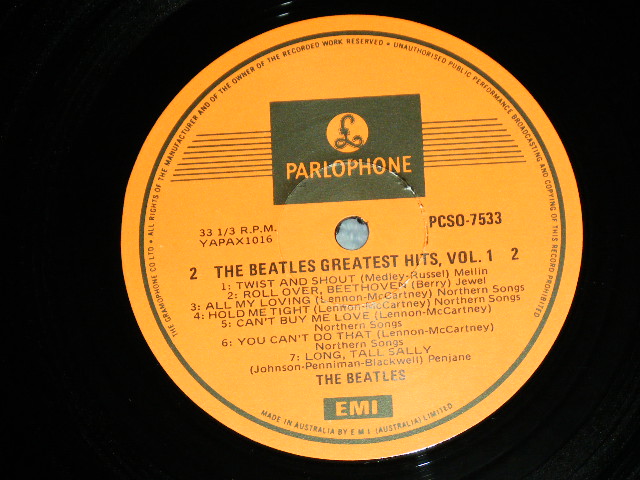 THE GRAMOPHONE CO LTD • ALL RIGHTS OF THE MANUFACTURER AND OF THE OWNER OF THE RECORDED WORK RESERVED • UNAUTHORISED PUBLIC PERFORMANCE BROADCASTING AND COPYING OF THIS RECORD PROHIBITED
£
PARLOPHONE
33 1/3 R.P.M.
YAPAX1016
PCSO-7533
2 THE BEATLES GREATEST HITS, VOL. 1 2
1: TWIST AND SHOUT (Medley-Russel) Mellin
2: ROLL OVER, BEETHOVEN (Berry) Jewel
3: ALL MY LOVING (Lennon-McCartney) Northern Songs
4: HOLD ME TIGHT (Lennon-McCartney) Northern Songs
5: CAN'T BUY ME LOVE (Lennon-McCartney)
Northern Songs
6: YOU CAN'T DO THAT (Lennon-McCartney)
Northern Songs
7: LONG, TALL SALLY
(Johnson-Penniman-Blackwell) Penjane
THE BEATLES
EMI
MADE IN AUSTRALIA BY E M I (AUSTRALIA) LIMITED